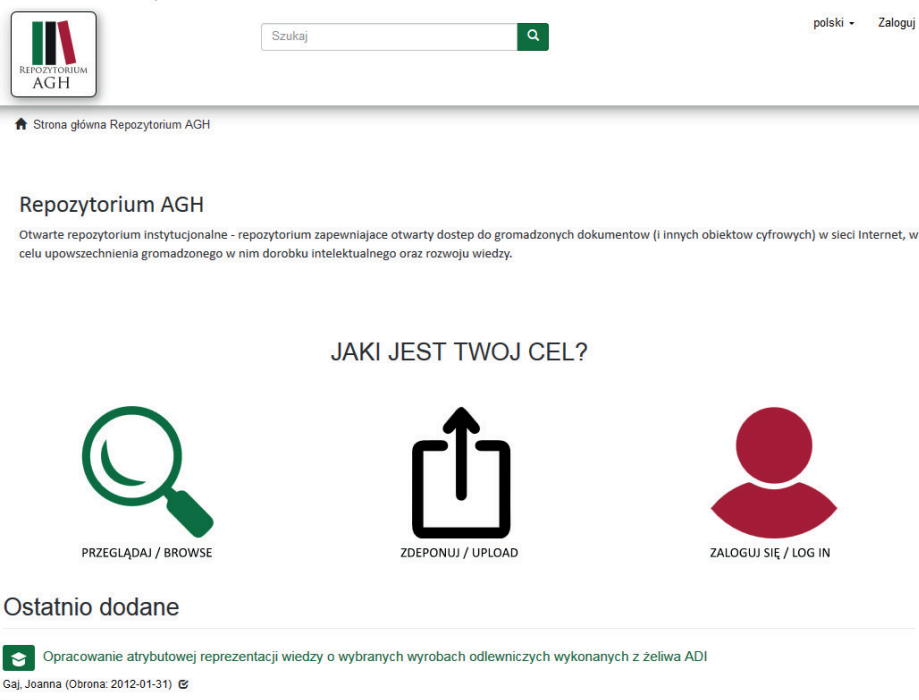 REPOZYTORIUM
AGH
Szukaj
polski
Zaloguj
Strona główna Repozytorium AGH
Repozytorium AGH
Otwarte repozytorium instytucjonalne - repozytorium zapewniajace otwarty dostep do gromadzonych dokumentow (i innych obiektow cyfrowych) w sieci Internet, w
celu upowszechnienia gromadzonego w nim dorobku intelektualnego oraz rozwoju wiedzy.
JAKI JEST TWOJ CEL?
PRZEGLĄDAJ / BROWSE
ZDEPONUJ / UPLOAD
ZALOGUJ SIĘ / LOG IN
Ostatnio dodane
Opracowanie atrybutowej reprezentacji wiedzy o wybranych wyrobach odlewniczych wykonanych z żeliwa ADI
Gaj, Joanna (Obrona: 2012-01-31)